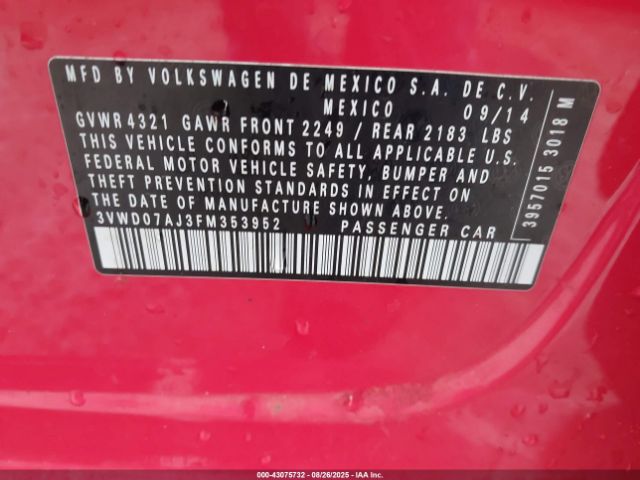 MFD BY VOLKSWAGEN DE MEXICO S.A. DE C.V.
MEXICO 09/14
GVWR 4321 GAWR FRONT 2249 / REAR 2183 LBS
THIS VEHICLE CONFORMS TO ALL APPLICABLE U.S.
FEDERAL MOTOR VEHICLE SAFETY, BUMPER AND
THEFT PREVENTION STANDARDS IN EFFECT ON
THE DATE OF MANUFACTURE SHOWN ABOVE.
3VWD07AJ3FM353952 PASSENGER CAR
3957015 3018 M
000-43075732 - 08/26/2025 - IAA Inc.